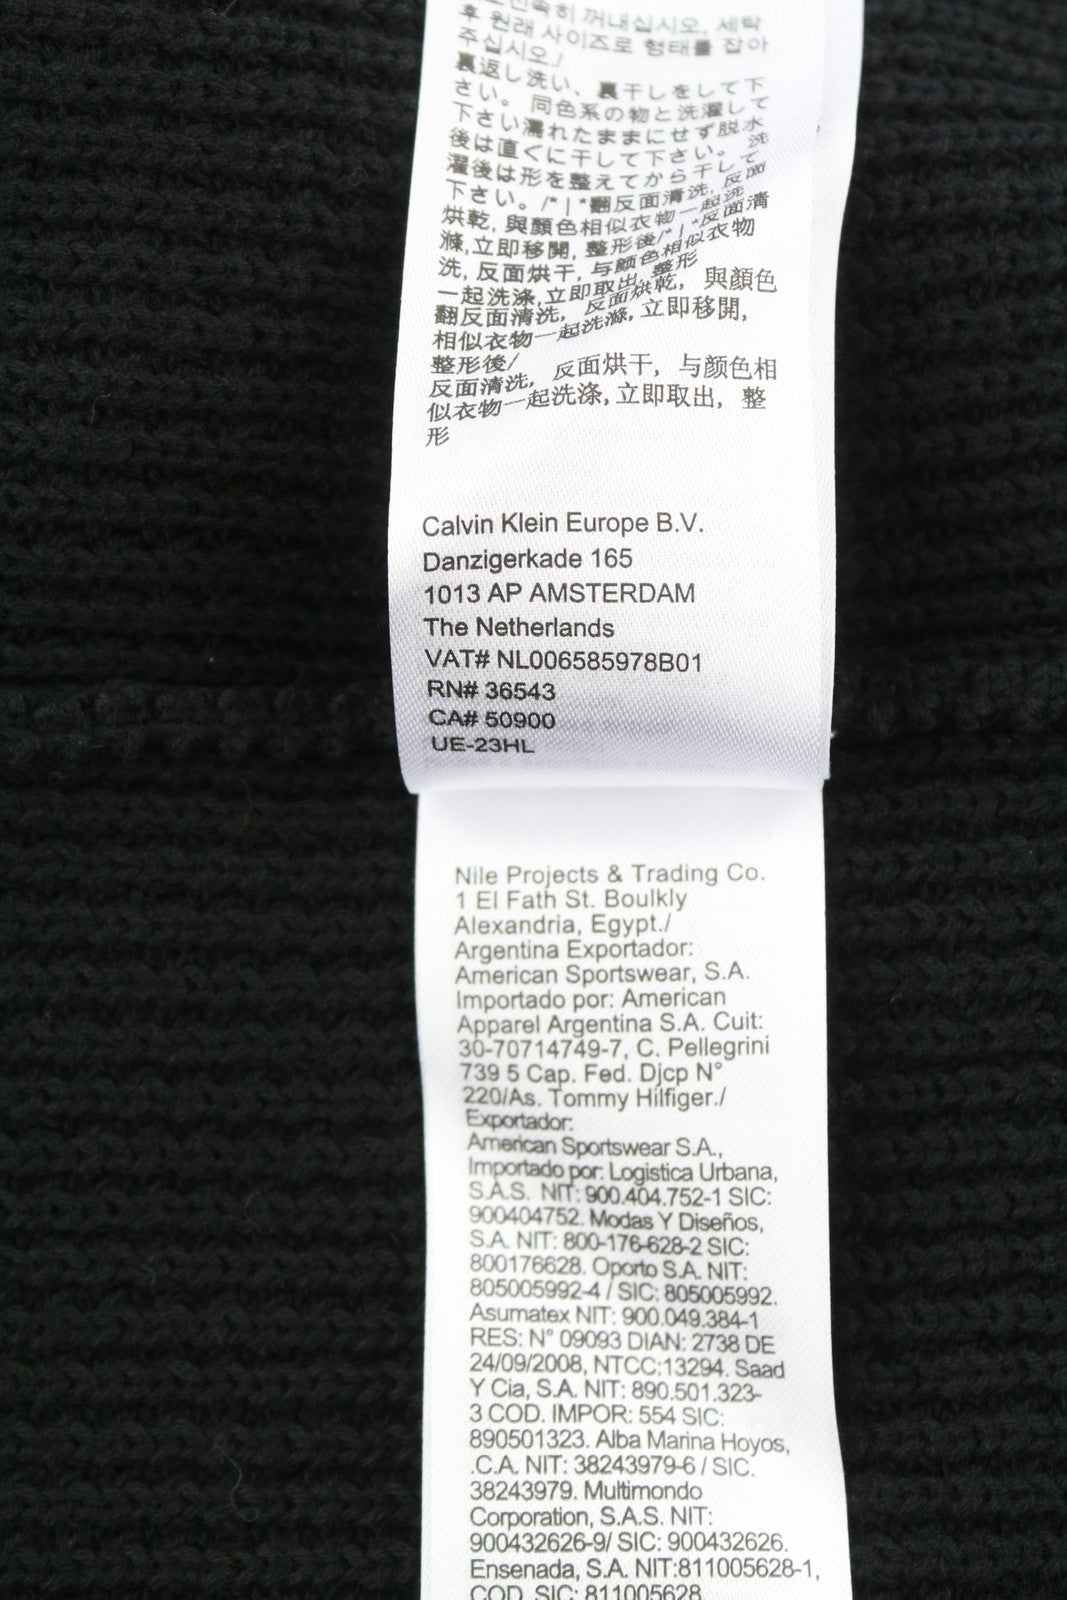 신속히 꺼내십시오, 세탁
후 원래 사이즈로 형태를 잡아
주십시오./
裏返し洗い、裏干しをして下
さい。同色系の物と洗濯して
下さい濡れたままにせず脱水
後は直ぐに干して下さい。洗
濯後は形を整えてから干して
下さい。/*|*翻反面清洗, 反面
烘乾, 與顏色相似衣物一起洗
滌,立即移開, 整形後/*|*反面清
洗, 反面烘干, 与颜色相似衣物
一起洗涤,立即取出, 整形
翻反面清洗, 反面烘乾, 與顏色
相似衣物一起洗滌, 立即移開,
整形後/
反面清洗, 反面烘干, 与颜色相
似衣物一起洗涤, 立即取出, 整
形
Calvin Klein Europe B.V.
Danzigerkade 165
1013 AP AMSTERDAM
The Netherlands
VAT# NL006585978B01
RN# 36543
CA# 50900
UE-23HL
Nile Projects & Trading Co.
1 El Fath St. Boulkly
Alexandria, Egypt./
Argentina Exportador:
American Sportswear, S.A.
Importado por: American
Apparel Argentina S.A. Cuit:
30-70714749-7, C. Pellegrini
739 5 Cap. Fed. Djcp N°
220/As. Tommy Hilfiger./
Exportador:
American Sportswear S.A.,
Importado por: Logistica Urbana,
S.A.S. NIT: 900.404.752-1 SIC:
900404752. Modas Y Diseños,
S.A. NIT: 800-176-628-2 SIC:
800176628. Oporto S.A. NIT:
805005992-4 / SIC: 805005992.
Asumatex NIT: 900.049.384-1
RES: N° 09093 DIAN: 2738 DE
24/09/2008, NTCC:13294. Saad
Y Cia, S.A. NIT: 890.501.323-
3 COD. IMPOR: 554 SIC:
890501323. Alba Marina Hoyos,
.C.A. NIT: 38243979-6 / SIC.
38243979. Multimondo
Corporation, S.A.S. NIT:
900432626-9/ SIC: 900432626.
Ensenada, S.A. NIT:811005628-1,
COD. SIC: 811005628